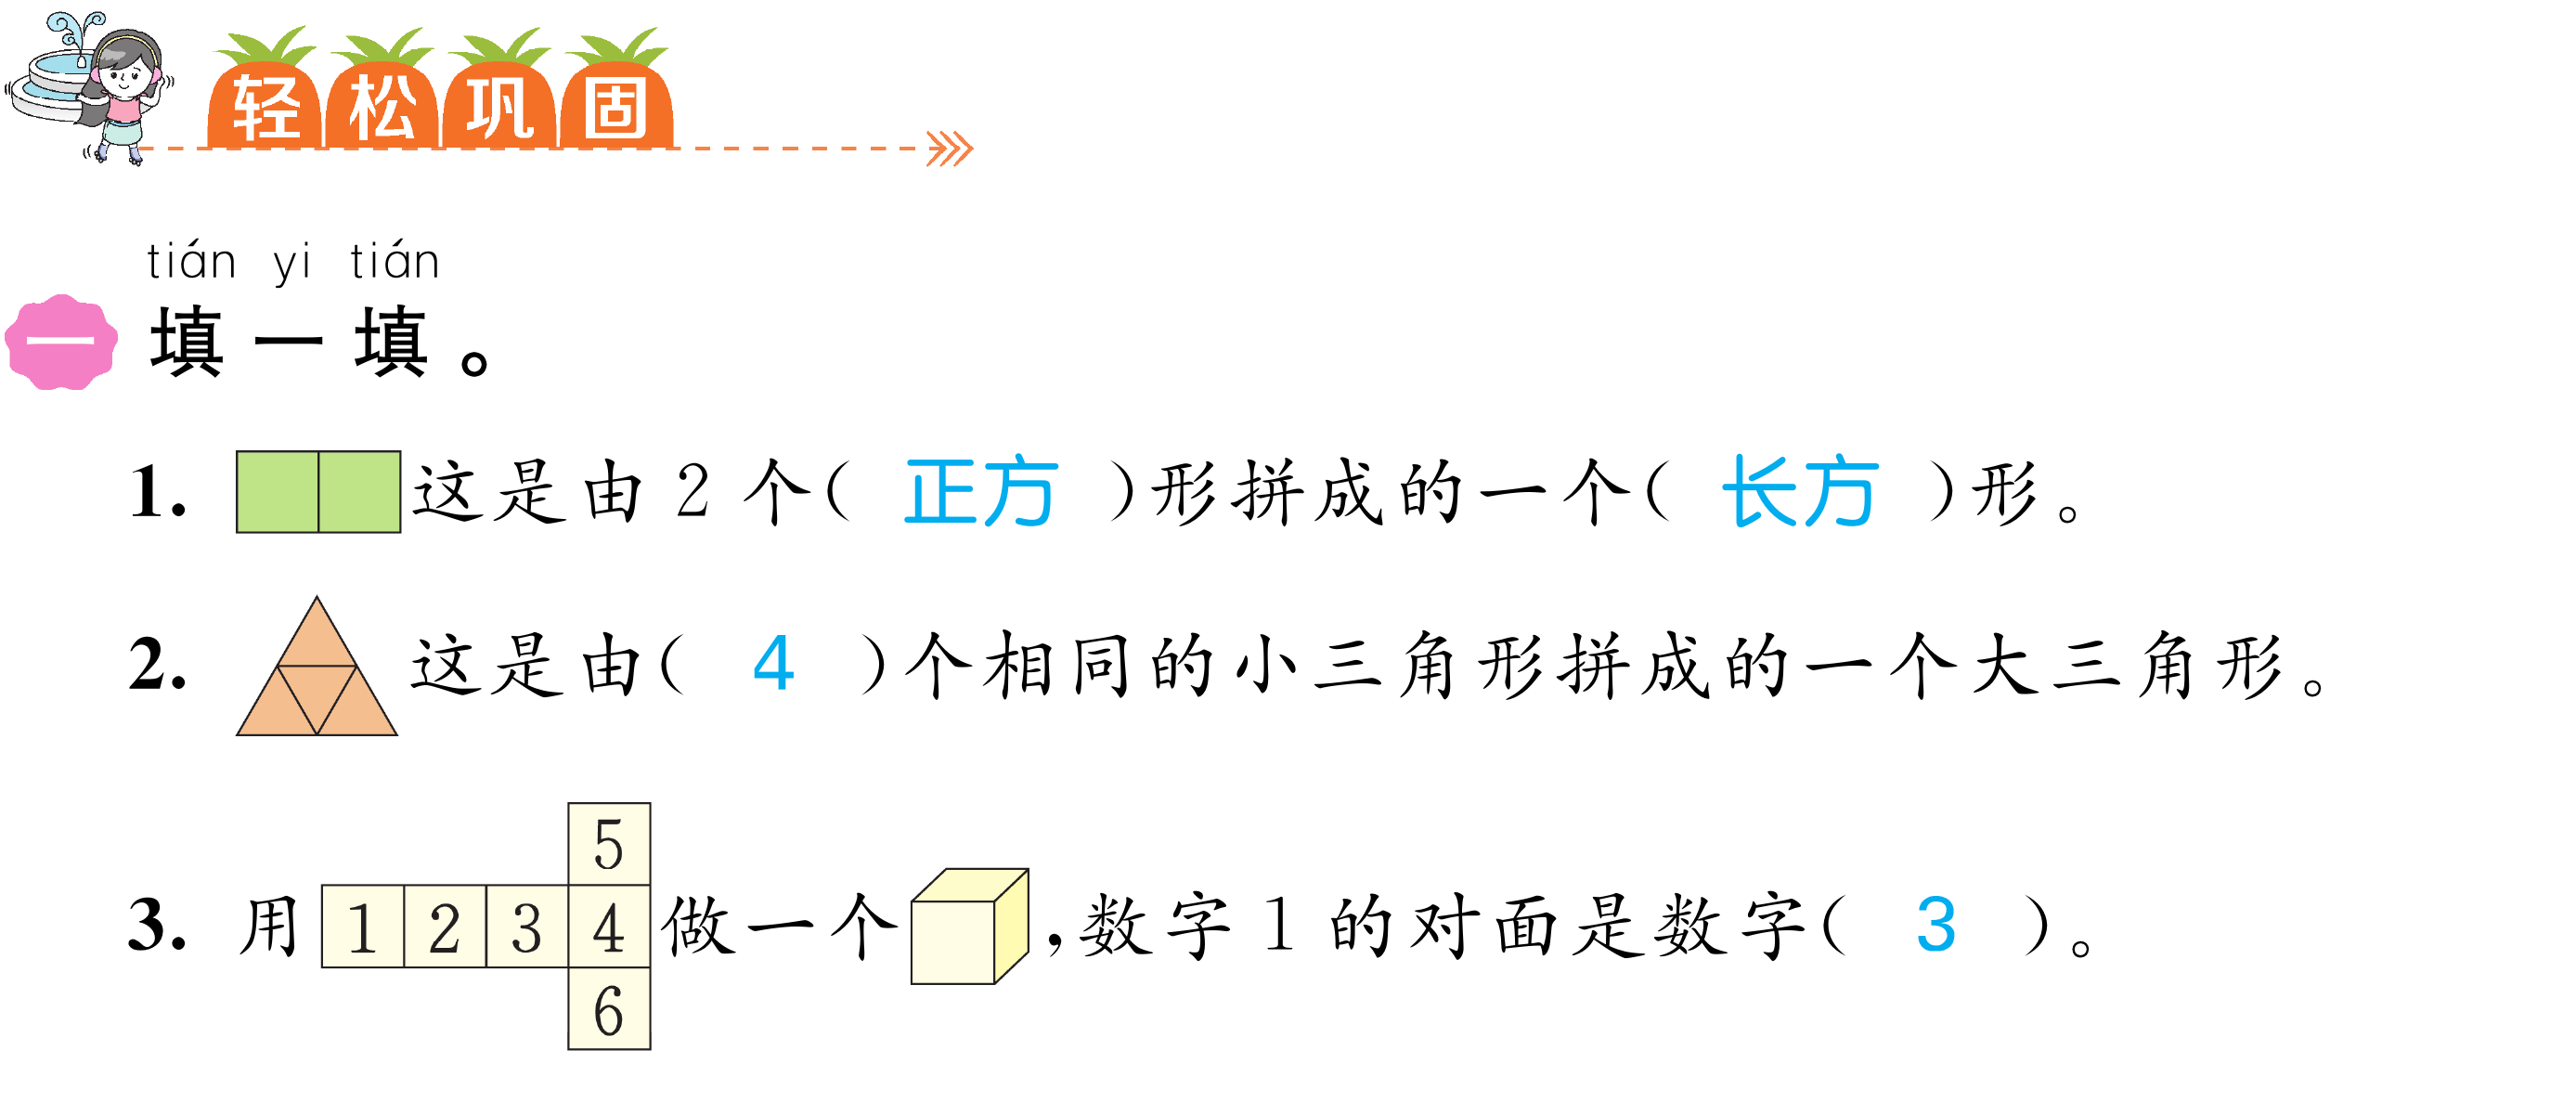 轻松巩固
tián yi tián
一 填一填。
1. 这是由 2 个( 正方 )形拼成的一个( 长方 )形。
2. 这是由( 4 )个相同的小三角形拼成的一个大三角形。
5
3. 用 1 2 3 4 做一个 ,数字 1 的对面是数字( 3 )。
6